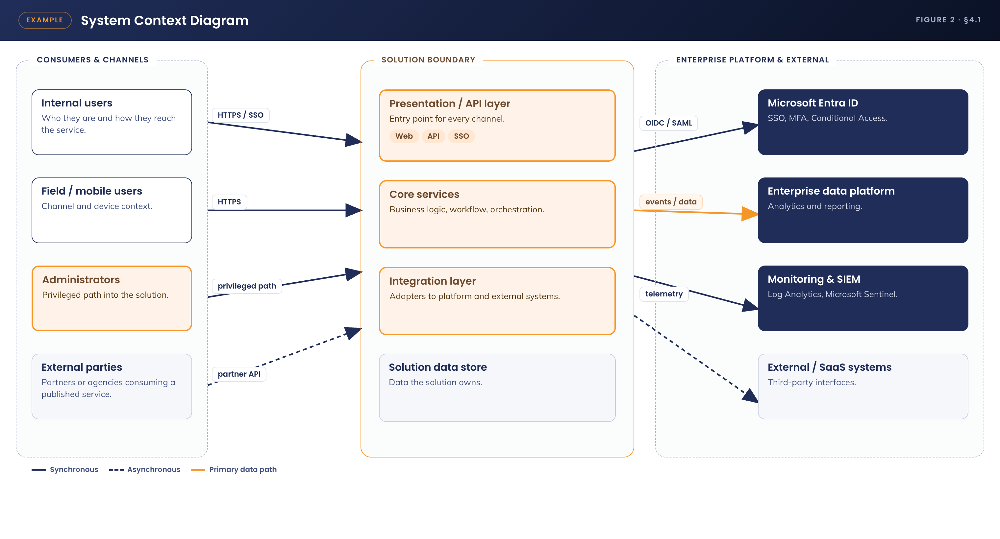 EXAMPLE
System Context Diagram
FIGURE 2 · §4.1
CONSUMERS & CHANNELS
Internal users
Who they are and how they reach
the service.
Field / mobile users
Channel and device context.
Administrators
Privileged path into the solution.
External parties
Partners or agencies consuming a
published service.
HTTPS / SSO
HTTPS
privileged path
partner API
SOLUTION BOUNDARY
Presentation / API layer
Entry point for every channel.
Web API SSO
Core services
Business logic, workflow, orchestration.
Integration layer
Adapters to platform and external systems.
Solution data store
Data the solution owns.
OIDC / SAML
events / data
telemetry
ENTERPRISE PLATFORM & EXTERNAL
Microsoft Entra ID
SSO, MFA, Conditional Access.
Enterprise data platform
Analytics and reporting.
Monitoring & SIEM
Log Analytics, Microsoft Sentinel.
External / SaaS systems
Third-party interfaces.
Synchronous Asynchronous Primary data path